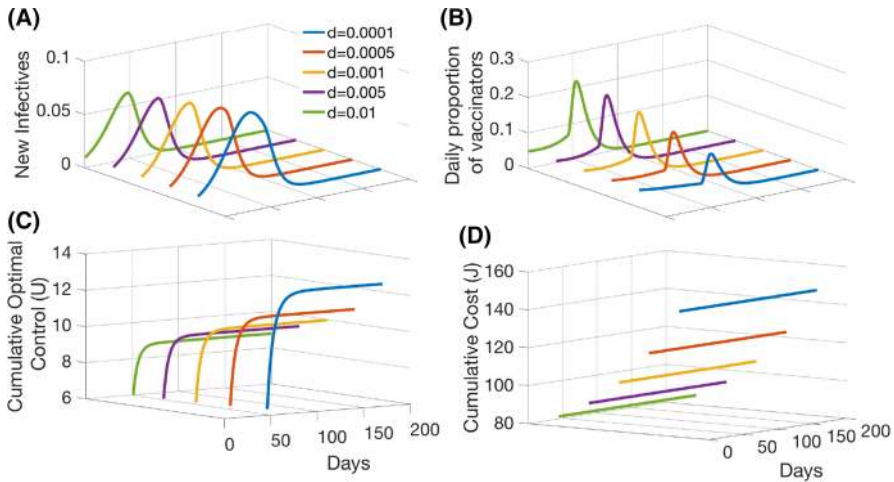 (A)
New Infectives
0.1
0.05
0
d=0.0001
d=0.0005
d=0.001
d=0.005
d=0.01
(B)
Daily proportion
of vaccinators
0.3
0.2
0.1
0
(C)
Cumulative Optimal
Control (U)
14
12
10
8
6
0
50
100
150
200
Days
(D)
Cumulative Cost (J)
160
140
120
100
80
0
50
100
150
200
Days